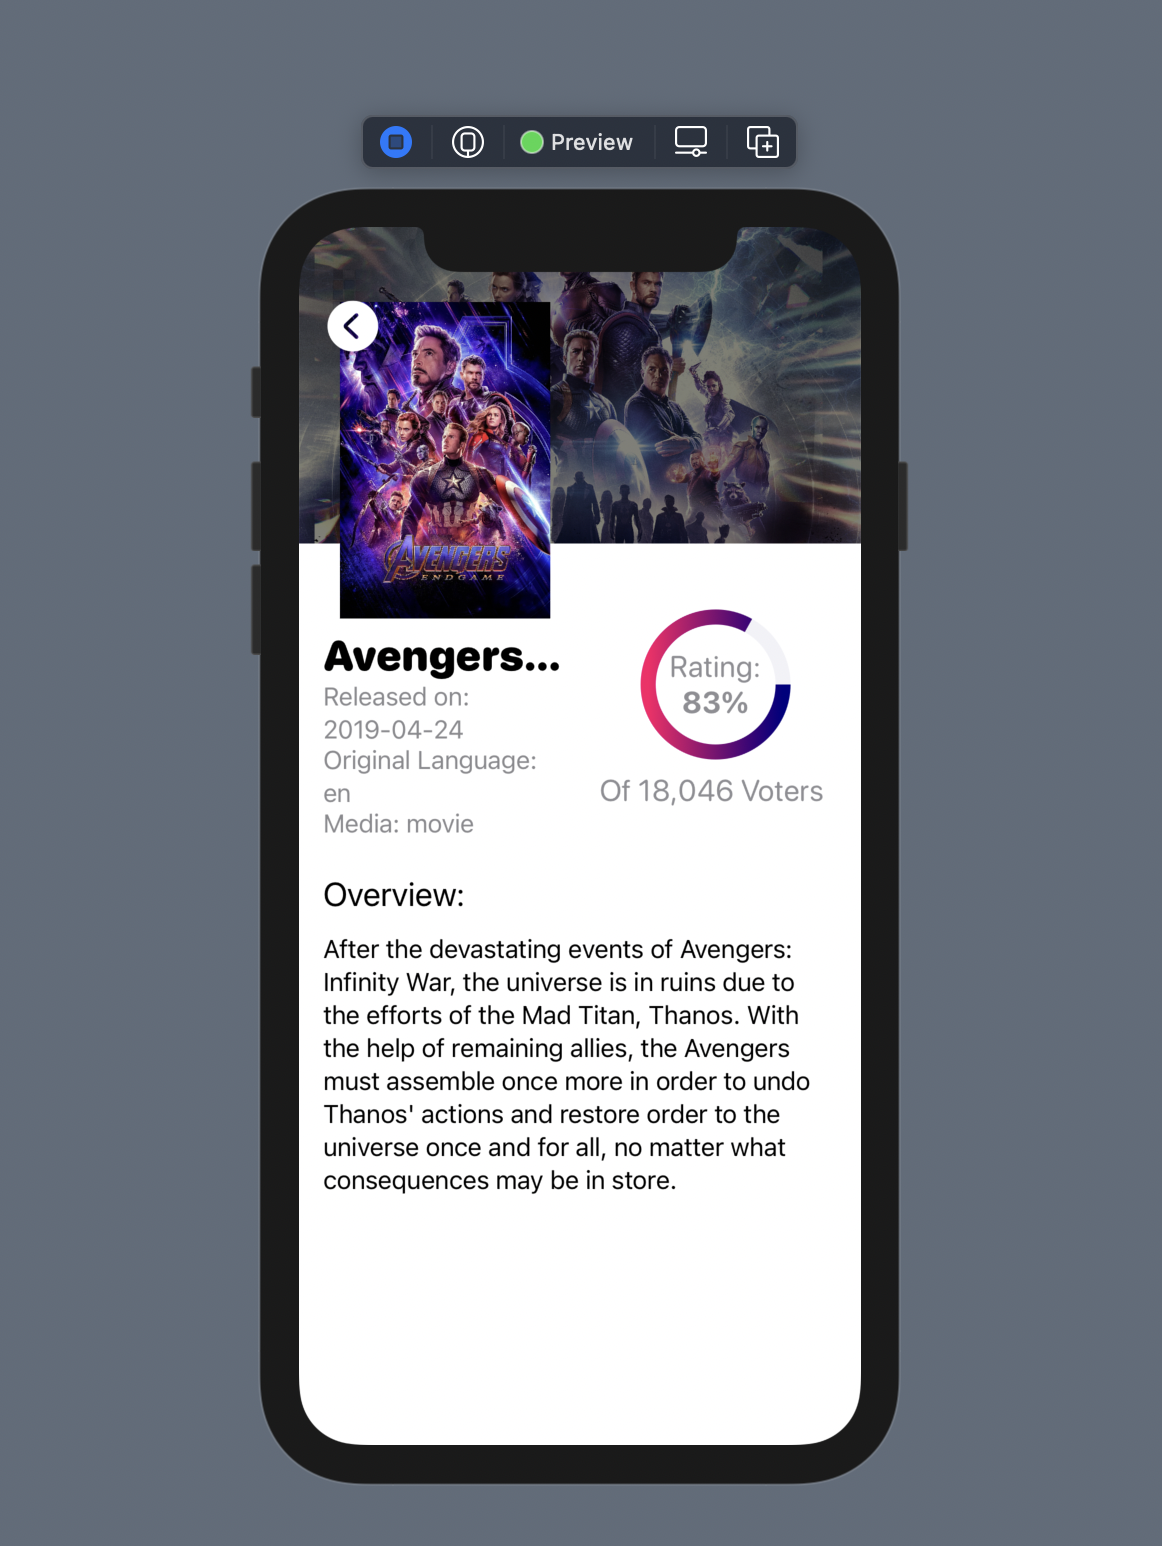 Preview
AVENGERS
ENDGAME
Avengers...
Released on:
2019-04-24
Original Language:
en
Media: movie
Rating:
83%
Of 18,046 Voters
Overview:
After the devastating events of Avengers:
Infinity War, the universe is in ruins due to
the efforts of the Mad Titan, Thanos. With
the help of remaining allies, the Avengers
must assemble once more in order to undo
Thanos' actions and restore order to the
universe once and for all, no matter what
consequences may be in store.